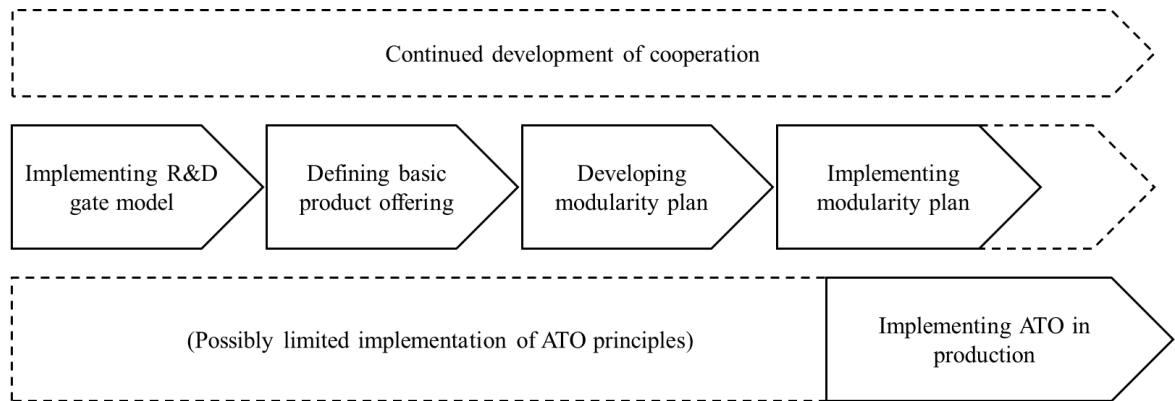 Continued development of cooperation
Implementing R&D
gate model
Defining basic
product offering
Developing
modularity plan
Implementing
modularity plan
(Possibly limited implementation of ATO principles)
Implementing ATO in
production